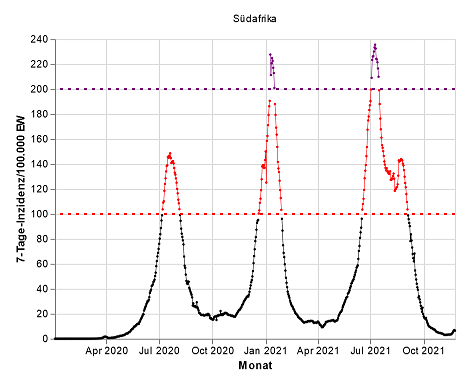 Südafrika
7-Tage-Inzidenz/100.000 EW
240
220
200
180
160
140
120
100
80
60
40
20
0
Apr 2020
Jul 2020
Oct 2020
Jan 2021
Apr 2021
Jul 2021
Oct 2021
Monat